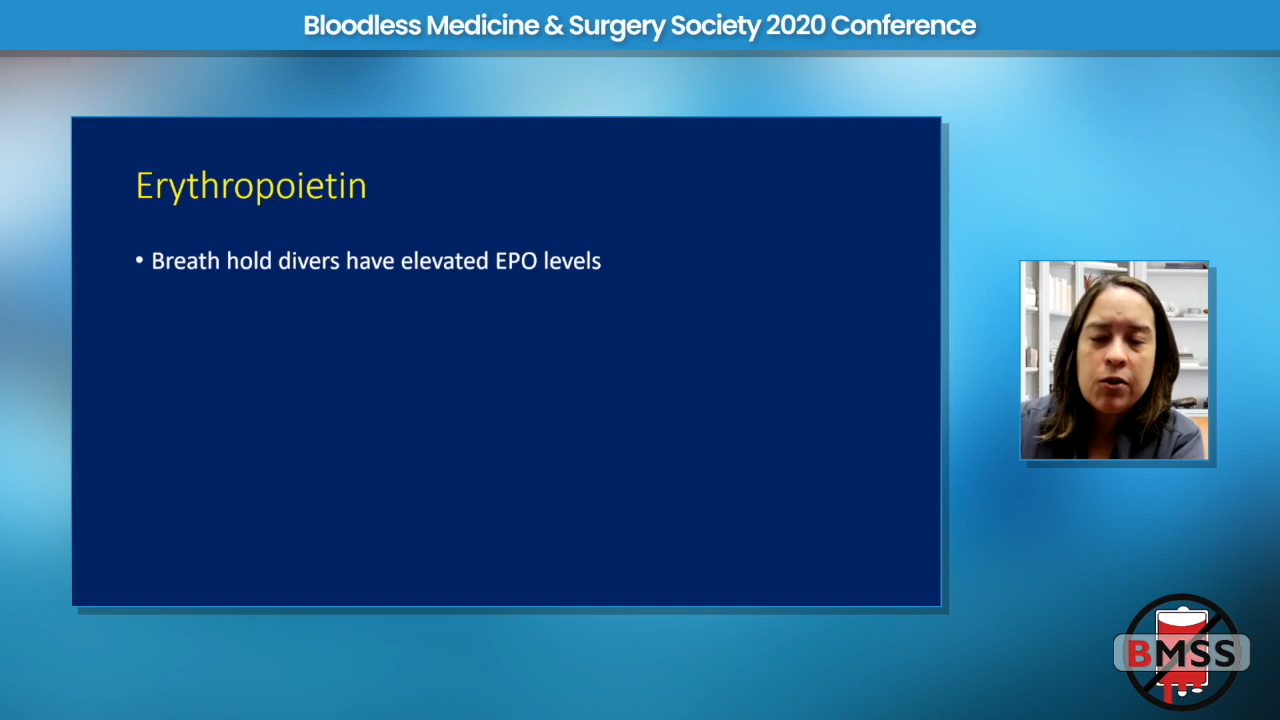 Bloodless Medicine & Surgery Society 2020 Conference
Erythropoietin
• Breath hold divers have elevated EPO levels
BMSS